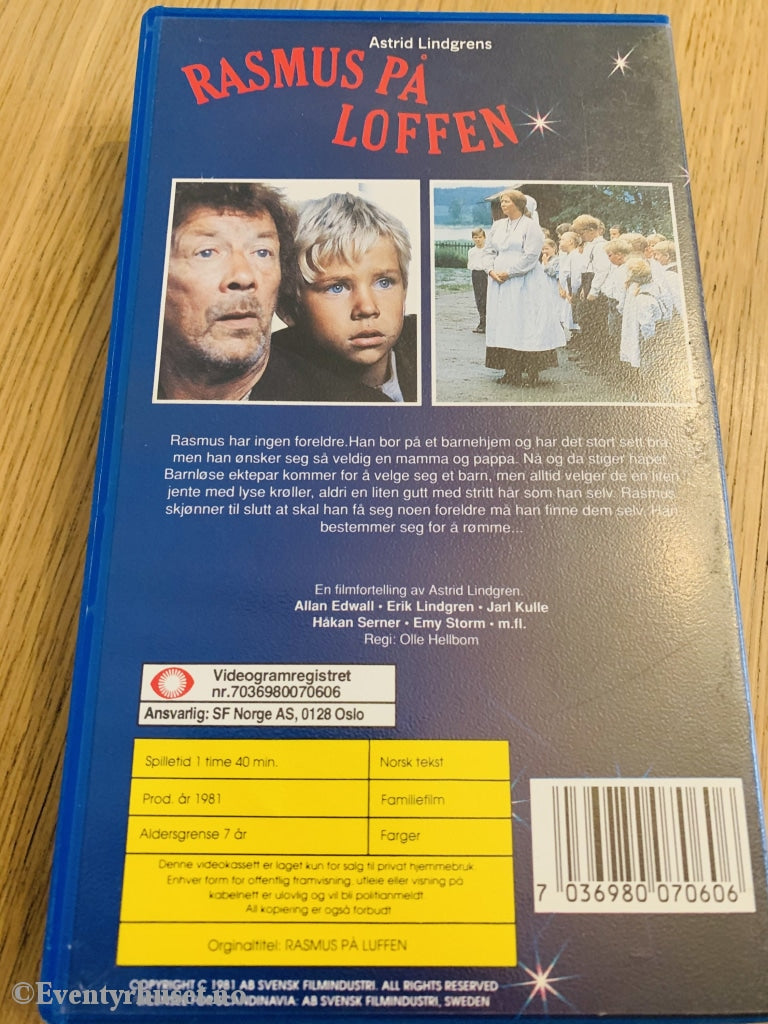 Astrid Lindgrens
RASMUS PÅ
LOFFEN
Rasmus har ingen foreldre.Han bor på et barnehjem og har det stort sett bra,
men han ønsker seg så veldig en mamma og pappa. Nå og da stiger håpet.
Barnløse ektepar kommer for å velge seg et barn, men alltid velger de en liten
jente med lyse krøller, aldri en liten gutt med stritt hår som han selv. Rasmus
skjønner til slutt at skal han få seg noen foreldre må han finne dem selv. Han
bestemmer seg for å rømme...
En filmfortelling av Astrid Lindgren.
Allan Edwall • Erik Lindgren • Jarl Kulle
Håkan Serner • Emy Storm • m.fl.
Regi: Olle Hellbom
Videogramregistret
nr.7036980070606
Ansvarlig: SF Norge AS, 0128 Oslo
Spilletid 1 time 40 min.
Norsk tekst
Prod. år 1981
Familiefilm
Aldersgrense 7 år
Farger
Denne videokassett er laget kun for salg til privat hjemmebruk
Enhver form for offentlig framvisning, utleie eller visning på
kabelnett er ulovlig og vil bli politianmeldt.
All kopiering er også forbudt
Orginaltitel: RASMUS PÅ LUFFEN
7 036980 070606
COPYRIGHT C 1981 AB SVENSK FILMINDUSTRI. ALL RIGHTS RESERVED
: AB SVENSK FILMINDUSTRI, SWEDEN
©Eventyrhuset.no